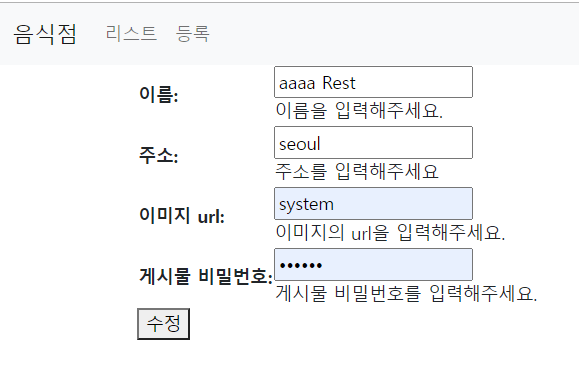 음식점 리스트 등록
이름: aaaa Rest
이름을 입력해주세요.
주소: seoul
주소를 입력해주세요
이미지 url: system
이미지의 url을 입력해주세요.
게시물 비밀번호: ••••••
게시물 비밀번호를 입력해주세요.
수정